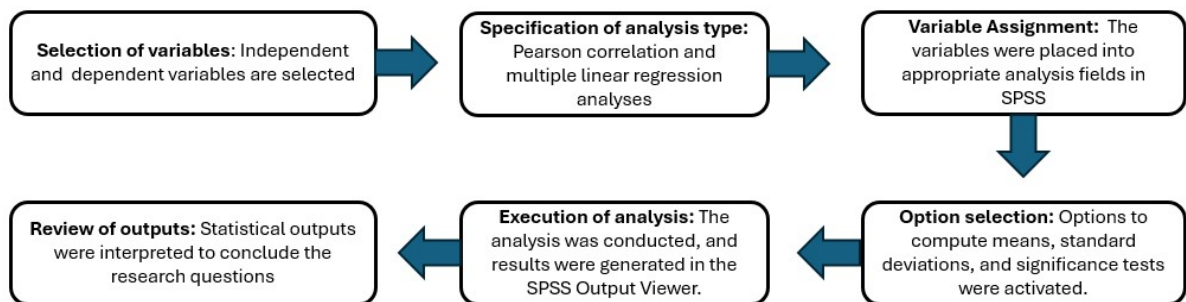 Selection of variables: Independent
and dependent variables are selected
Specification of analysis type:
Pearson correlation and
multiple linear regression
analyses
Variable Assignment: The
variables were placed into
appropriate analysis fields in
SPSS
Option selection: Options to
compute means, standard
deviations, and significance tests
were activated.
Execution of analysis: The
analysis was conducted, and
results were generated in the
SPSS Output Viewer.
Review of outputs: Statistical outputs
were interpreted to conclude the
research questions